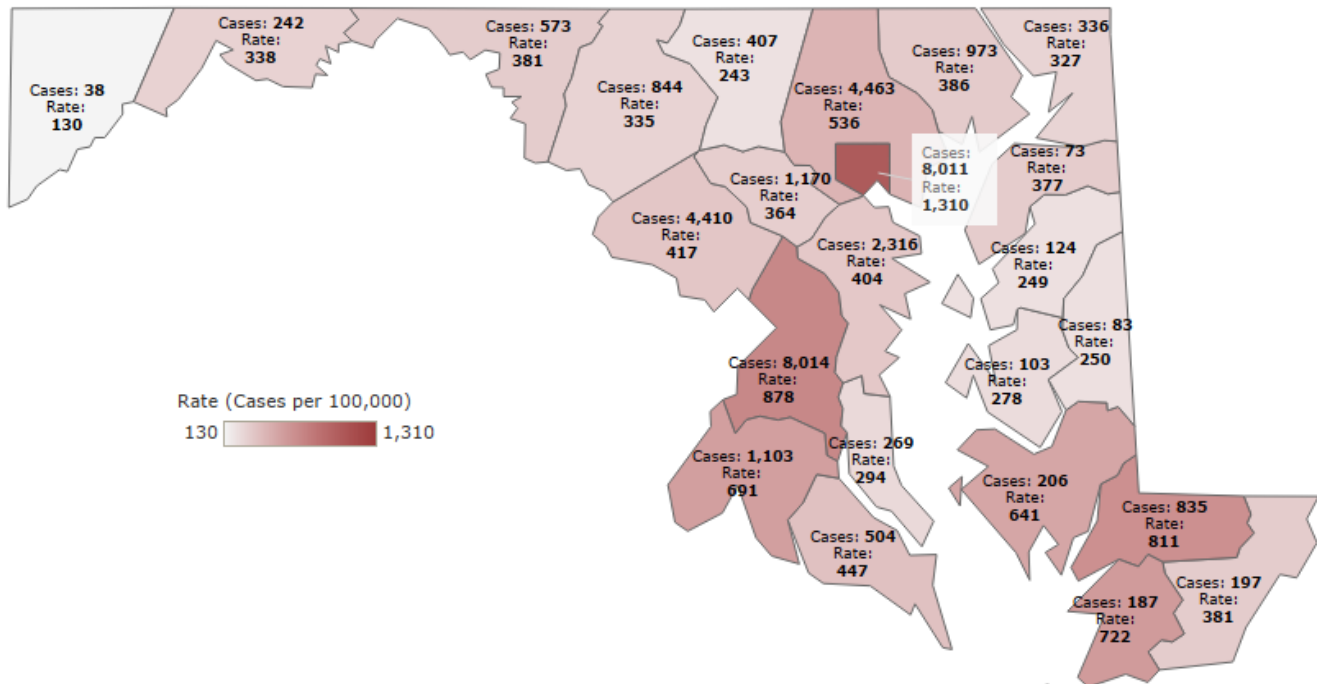 Cases: 38
Rate:
130
Cases: 242
Rate:
338
Cases: 573
Rate:
381
Cases: 844
Rate:
335
Cases: 407
Rate:
243
Cases: 4,463
Rate:
536
Cases: 973
Rate:
386
Cases: 336
Rate:
327
Cases:
8,011
Rate:
1,310
Cases: 73
Rate:
377
Cases: 1,170
Rate:
364
Cases: 4,410
Rate:
417
Cases: 2,316
Rate:
404
Cases: 124
Rate:
249
Cases: 83
Rate:
250
Cases: 103
Rate:
278
Cases: 8,014
Rate:
878
Rate (Cases per 100,000)
130 1,310
Cases: 269
Rate:
294
Cases: 1,103
Rate:
691
Cases: 206
Rate:
641
Cases: 504
Rate:
447
Cases: 835
Rate:
811
Cases: 197
Rate:
381
Cases: 187
Rate:
722